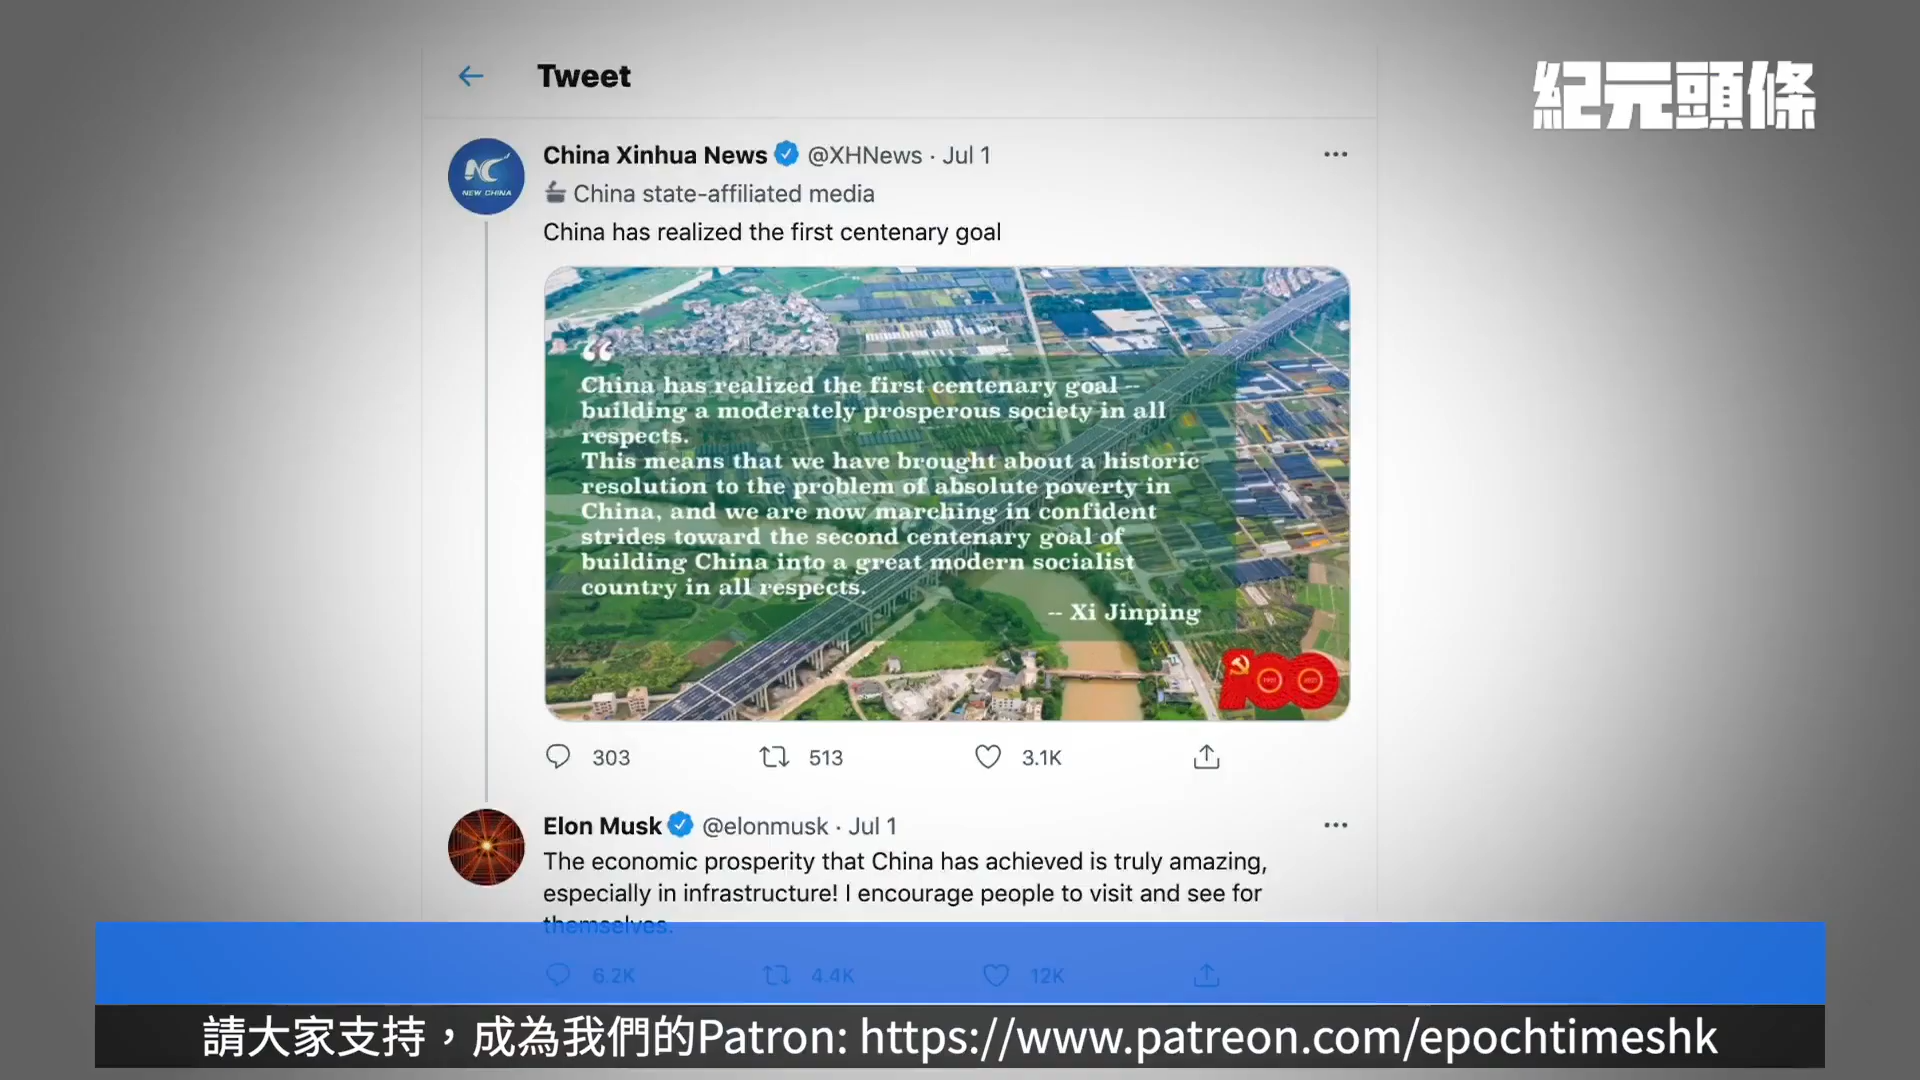 Tweet
紀元頭條
China Xinhua News @XHNews · Jul 1
NEW CHINA
China state-affiliated media
China has realized the first centenary goal
China has realized the first centenary goal --
building a moderately prosperous society in all
respects.
This means that we have brought about a historic
resolution to the problem of absolute poverty in
China, and we are now marching in confident
strides toward the second centenary goal of
building China into a great modern socialist
country in all respects.
-- Xi Jinping
303 513 3.1K
Elon Musk @elonmusk · Jul 1
The economic prosperity that China has achieved is truly amazing,
especially in infrastructure! I encourage people to visit and see for
themselves.
6.2K 4.4K 12K
請大家支持，成為我們的Patron: https://www.patreon.com/epochtimeshk